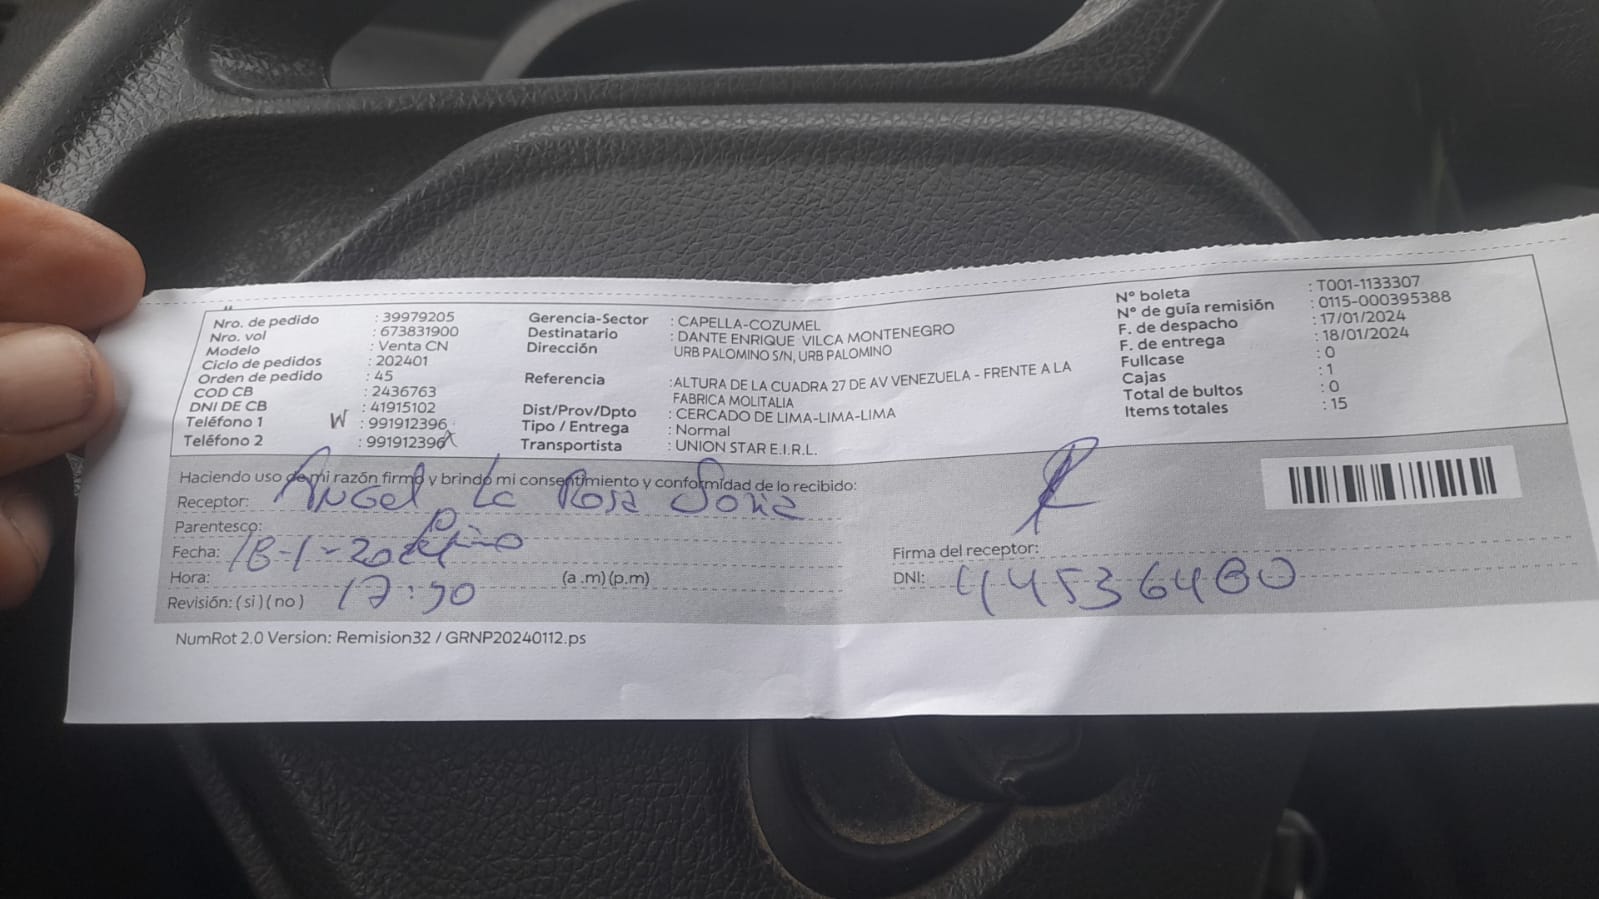 Nro. de pedido : 39979205
Nro. vol : 673831900
Modelo : Venta CN
Ciclo de pedidos : 202401
Orden de pedido : 45
COD CB : 2436763
DNI DE CB : 41915102
Teléfono 1 W : 991912396
Teléfono 2 : 991912396
Gerencia-Sector : CAPELLA-COZUMEL
Destinatario : DANTE ENRIQUE VILCA MONTENEGRO
Dirección URB PALOMINO S/N, URB PALOMINO
Referencia :ALTURA DE LA CUADRA 27 DE AV VENEZUELA - FRENTE A LA
FABRICA MOLITALIA
Dist/Prov/Dpto : CERCADO DE LIMA-LIMA-LIMA
Tipo / Entrega : Normal
Transportista : UNION STAR E.I.R.L.
N° boleta : T001-1133307
N° de guía remisión : 0115-000395388
F. de despacho : 17/01/2024
F. de entrega : 18/01/2024
Fullcase : 0
Cajas : 1
Total de bultos : 0
Items totales : 15
Haciendo uso de mi razón firmo y brindo mi consentimiento y conformidad de lo recibido:
Receptor: Angel La Rosa
Parentesco:
Fecha: 18-1-20
Hora: (a .m) (p.m)
Revisión: ( si ) ( no )
Firma del receptor:
DNI:
NumRot 2.0 Version: Remision32 / GRNP20240112.ps